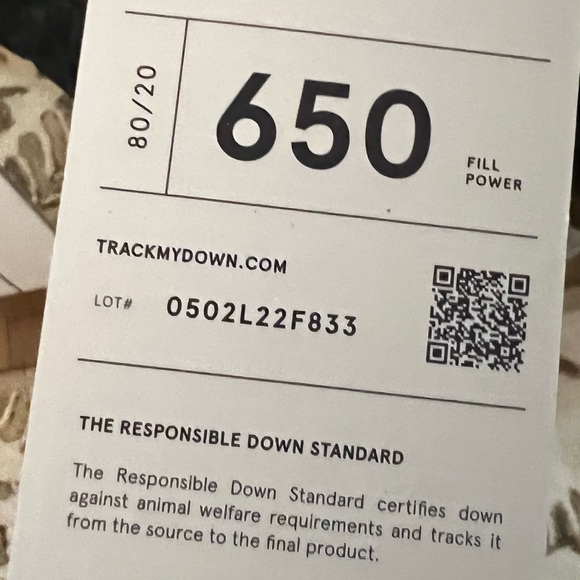 80/20
650
FILL
POWER
TRACKMYDOWN.COM
LOT# 0502L22F833
THE RESPONSIBLE DOWN STANDARD
The Responsible Down Standard certifies down
against animal welfare requirements and tracks it
from the source to the final product.